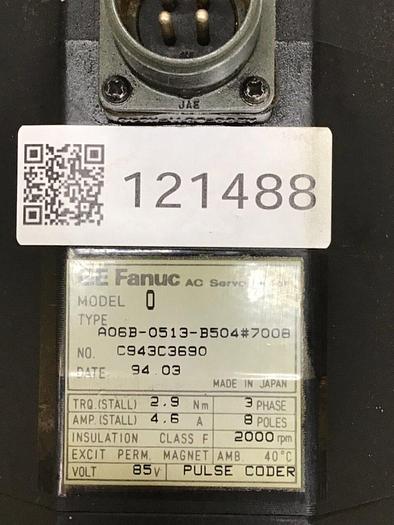 JAE
121488
GE Fanuc AC Servo Motor
MODEL 0
TYPE A06B-0513-B504#7008
NO. C943C3690
DATE 94.03
MADE IN JAPAN
TRQ.(STALL) 2.9 Nm 3 PHASE
AMP.(STALL) 4.6 A 8 POLES
INSULATION CLASS F 2000 rpm
EXCIT PERM. MAGNET AMB. 40°C
VOLT 85V PULSE CODER